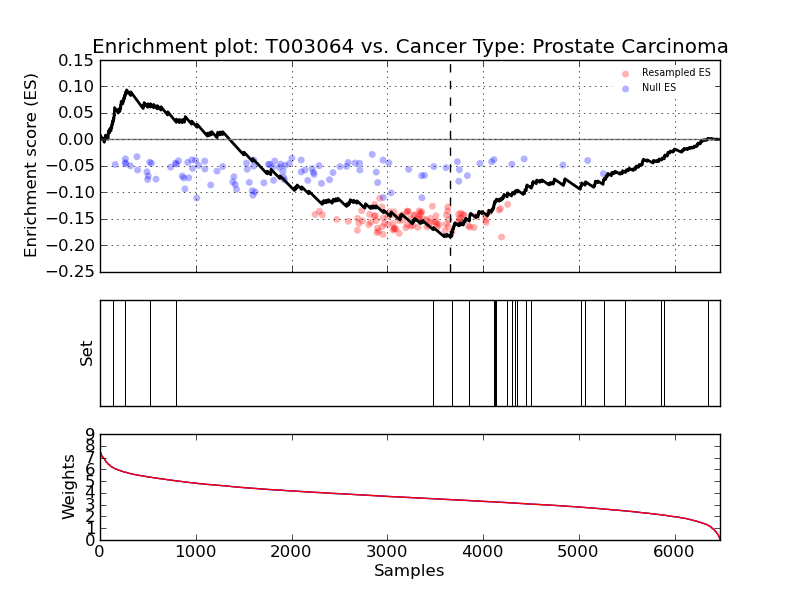 Enrichment plot: T003064 vs. Cancer Type: Prostate Carcinoma
Enrichment score (ES)
0.15
0.10
0.05
0.00
−0.05
−0.10
−0.15
−0.20
−0.25
Resampled ES
Null ES
Set
Weights
9
8
7
6
5
4
3
2
1
0
0 1000 2000 3000 4000 5000 6000
Samples